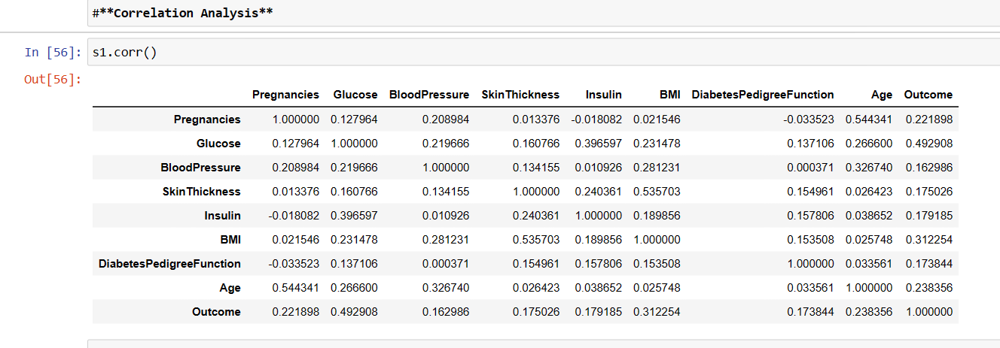 #**Correlation Analysis**
In [56]: s1.corr()
Out[56]:
Pregnancies Glucose BloodPressure SkinThickness Insulin BMI DiabetesPedigreeFunction Age Outcome
Pregnancies 1.000000 0.127964 0.208984 0.013376 -0.018082 0.021546 -0.033523 0.544341 0.221898
Glucose 0.127964 1.000000 0.219666 0.160766 0.396597 0.231478 0.137106 0.266600 0.492908
BloodPressure 0.208984 0.219666 1.000000 0.134155 0.010926 0.281231 0.000371 0.326740 0.162986
SkinThickness 0.013376 0.160766 0.134155 1.000000 0.240361 0.535703 0.154961 0.026423 0.175026
Insulin -0.018082 0.396597 0.010926 0.240361 1.000000 0.189856 0.157806 0.038652 0.179185
BMI 0.021546 0.231478 0.281231 0.535703 0.189856 1.000000 0.153508 0.025748 0.312254
DiabetesPedigreeFunction -0.033523 0.137106 0.000371 0.154961 0.157806 0.153508 1.000000 0.033561 0.173844
Age 0.544341 0.266600 0.326740 0.026423 0.038652 0.025748 0.033561 1.000000 0.238356
Outcome 0.221898 0.492908 0.162986 0.175026 0.179185 0.312254 0.173844 0.238356 1.000000